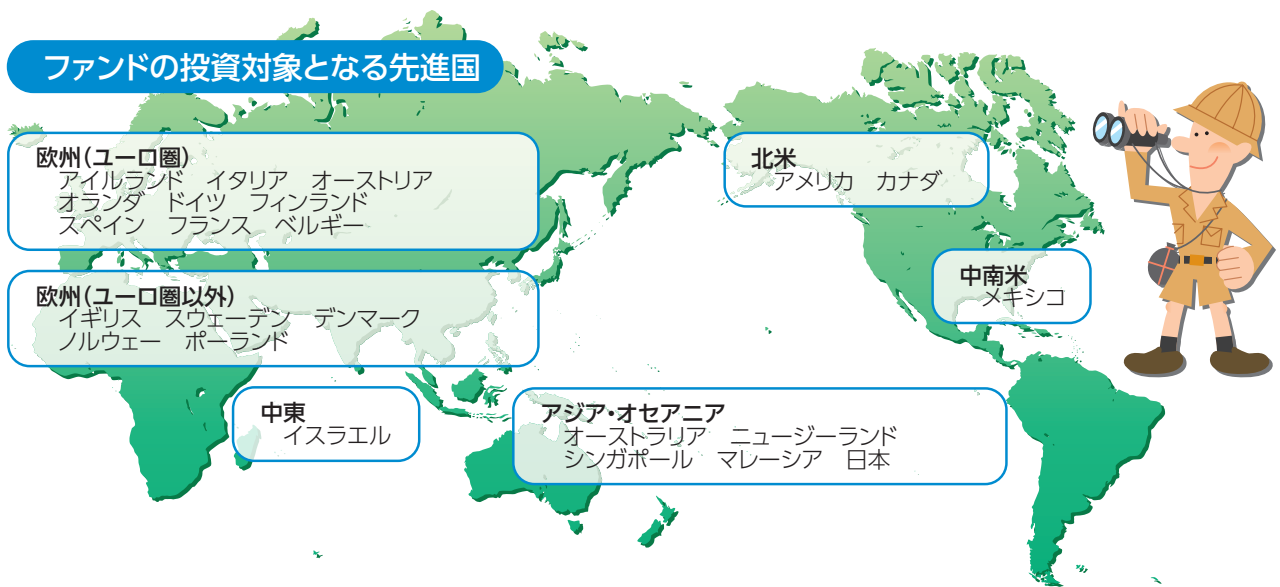 ファンドの投資対象となる先進国
欧州(ユーロ圏)
アイルランド イタリア オーストリア
オランダ ドイツ フィンランド
スペイン フランス ベルギー
欧州(ユーロ圏以外)
イギリス スウェーデン デンマーク
ノルウェー ポーランド
中東
イスラエル
アジア・オセアニア
オーストラリア ニュージーランド
シンガポール マレーシア 日本
北米
アメリカ カナダ
中南米
メキシコ